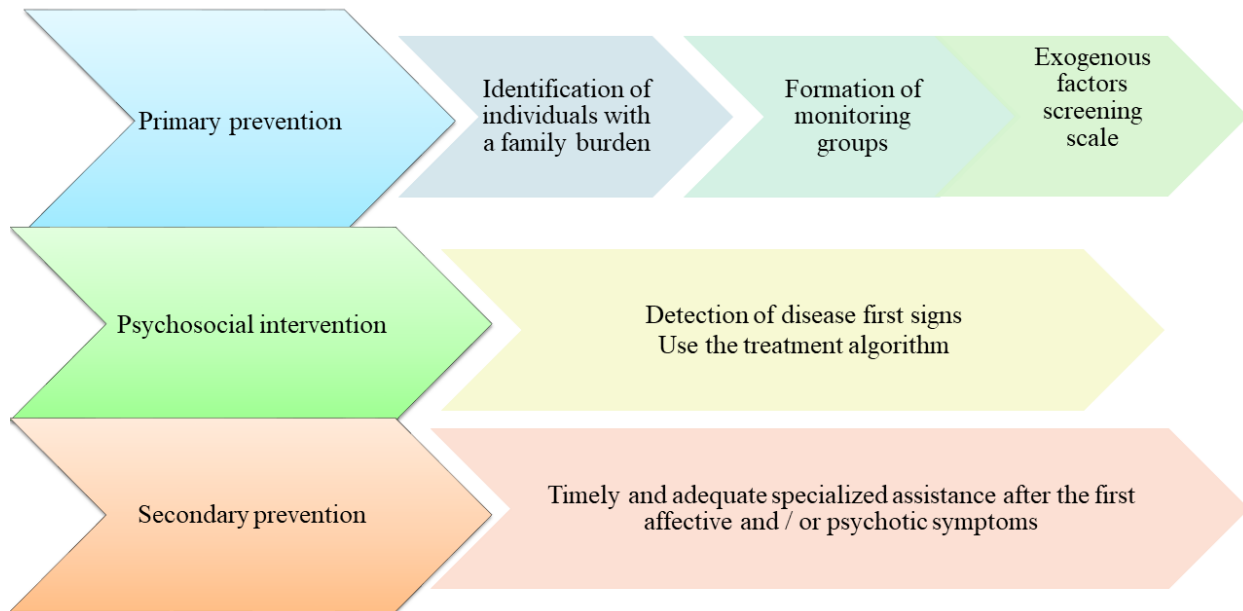 Primary prevention
Identification of
individuals with
a family burden
Formation of
monitoring
groups
Exogenous
factors
screening
scale
Psychosocial intervention
Detection of disease first signs
Use the treatment algorithm
Secondary prevention
Timely and adequate specialized assistance after the first
affective and / or psychotic symptoms